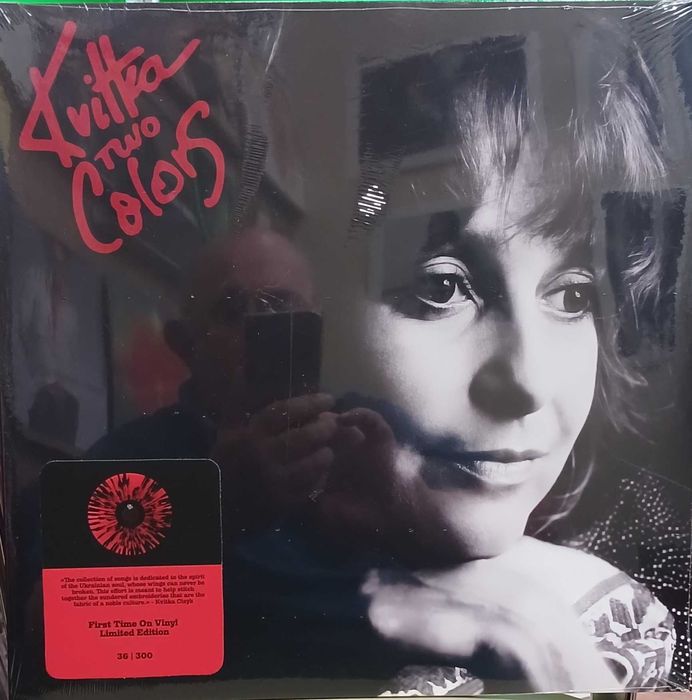 Kvitka
Two
Colors
«The collection of songs is dedicated to the spirit
of the Ukrainian soul, whose wings can never be
broken. This effort is meant to help stitch
together the sundered embroideries that are the
fabric of a noble culture.» - Kvitka Cisyk
First Time On Vinyl
Limited Edition
36 | 300